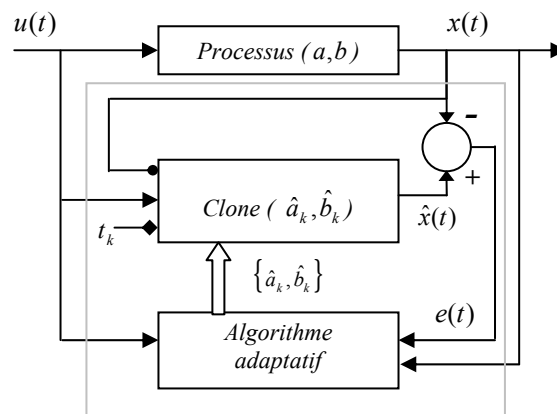 u(t)
x(t)
Processus (a,b)
-
+
Clone ( â_k, b̂_k )
x̂(t)
t_k
{ â_k, b̂_k }
e(t)
Algorithme
adaptatif